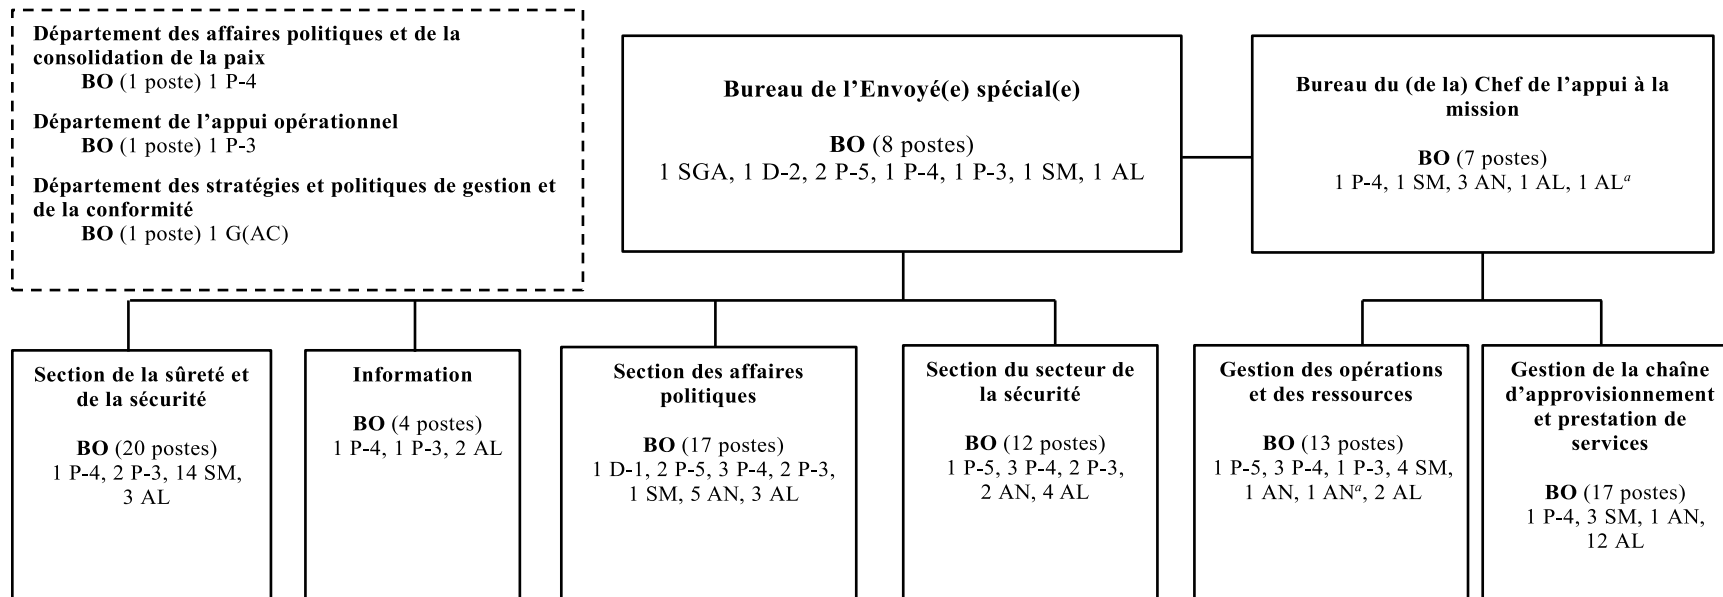 Département des affaires politiques et de la
consolidation de la paix
BO (1 poste) 1 P-4
Département de l’appui opérationnel
BO (1 poste) 1 P-3
Département des stratégies et politiques de gestion et
de la conformité
BO (1 poste) 1 G(AC)
Bureau de l’Envoyé(e) spécial(e)
BO (8 postes)
1 SGA, 1 D-2, 2 P-5, 1 P-4, 1 P-3, 1 SM, 1 AL
Bureau du (de la) Chef de l’appui à la
mission
BO (7 postes)
1 P-4, 1 SM, 3 AN, 1 AL, 1 ALᵃ
Section de la sûreté et
de la sécurité
BO (20 postes)
1 P-4, 2 P-3, 14 SM,
3 AL
Information
BO (4 postes)
1 P-4, 1 P-3, 2 AL
Section des affaires
politiques
BO (17 postes)
1 D-1, 2 P-5, 3 P-4, 2 P-3,
1 SM, 5 AN, 3 AL
Section du secteur de
la sécurité
BO (12 postes)
1 P-5, 3 P-4, 2 P-3,
2 AN, 4 AL
Gestion des opérations
et des ressources
BO (13 postes)
1 P-5, 3 P-4, 1 P-3, 4 SM,
1 AN, 1 ANᵃ, 2 AL
Gestion de la chaîne
d’approvisionnement
et prestation de
services
BO (17 postes)
1 P-4, 3 SM, 1 AN,
12 AL